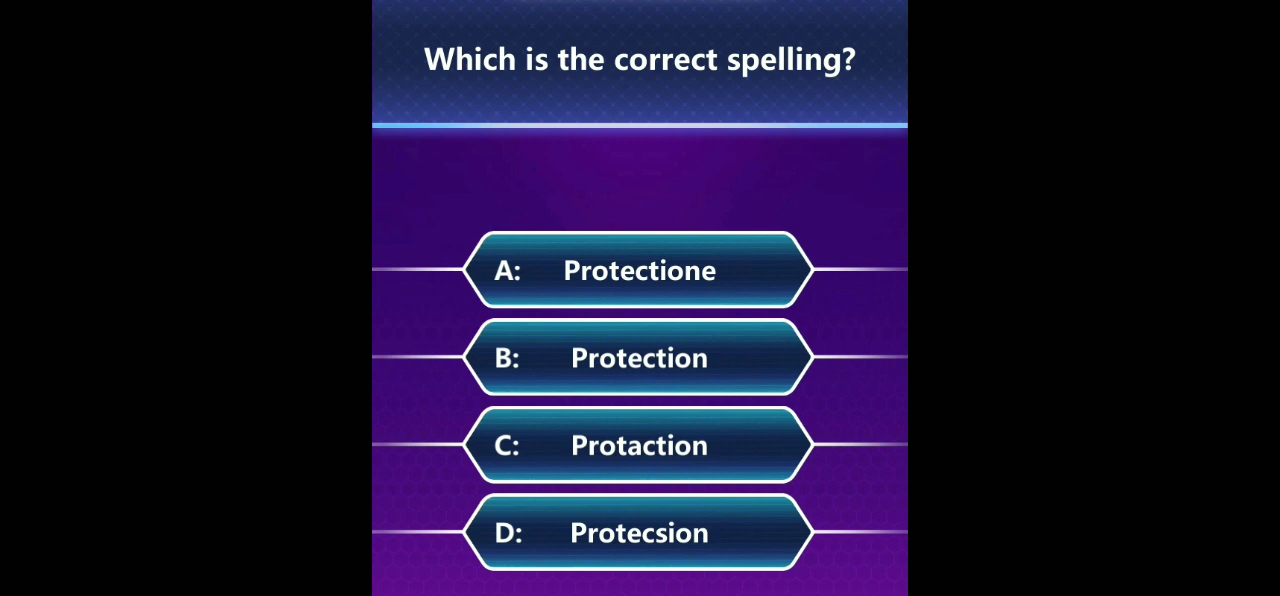 Which is the correct spelling?
A: Protectione
B: Protection
C: Protaction
D: Protecsion